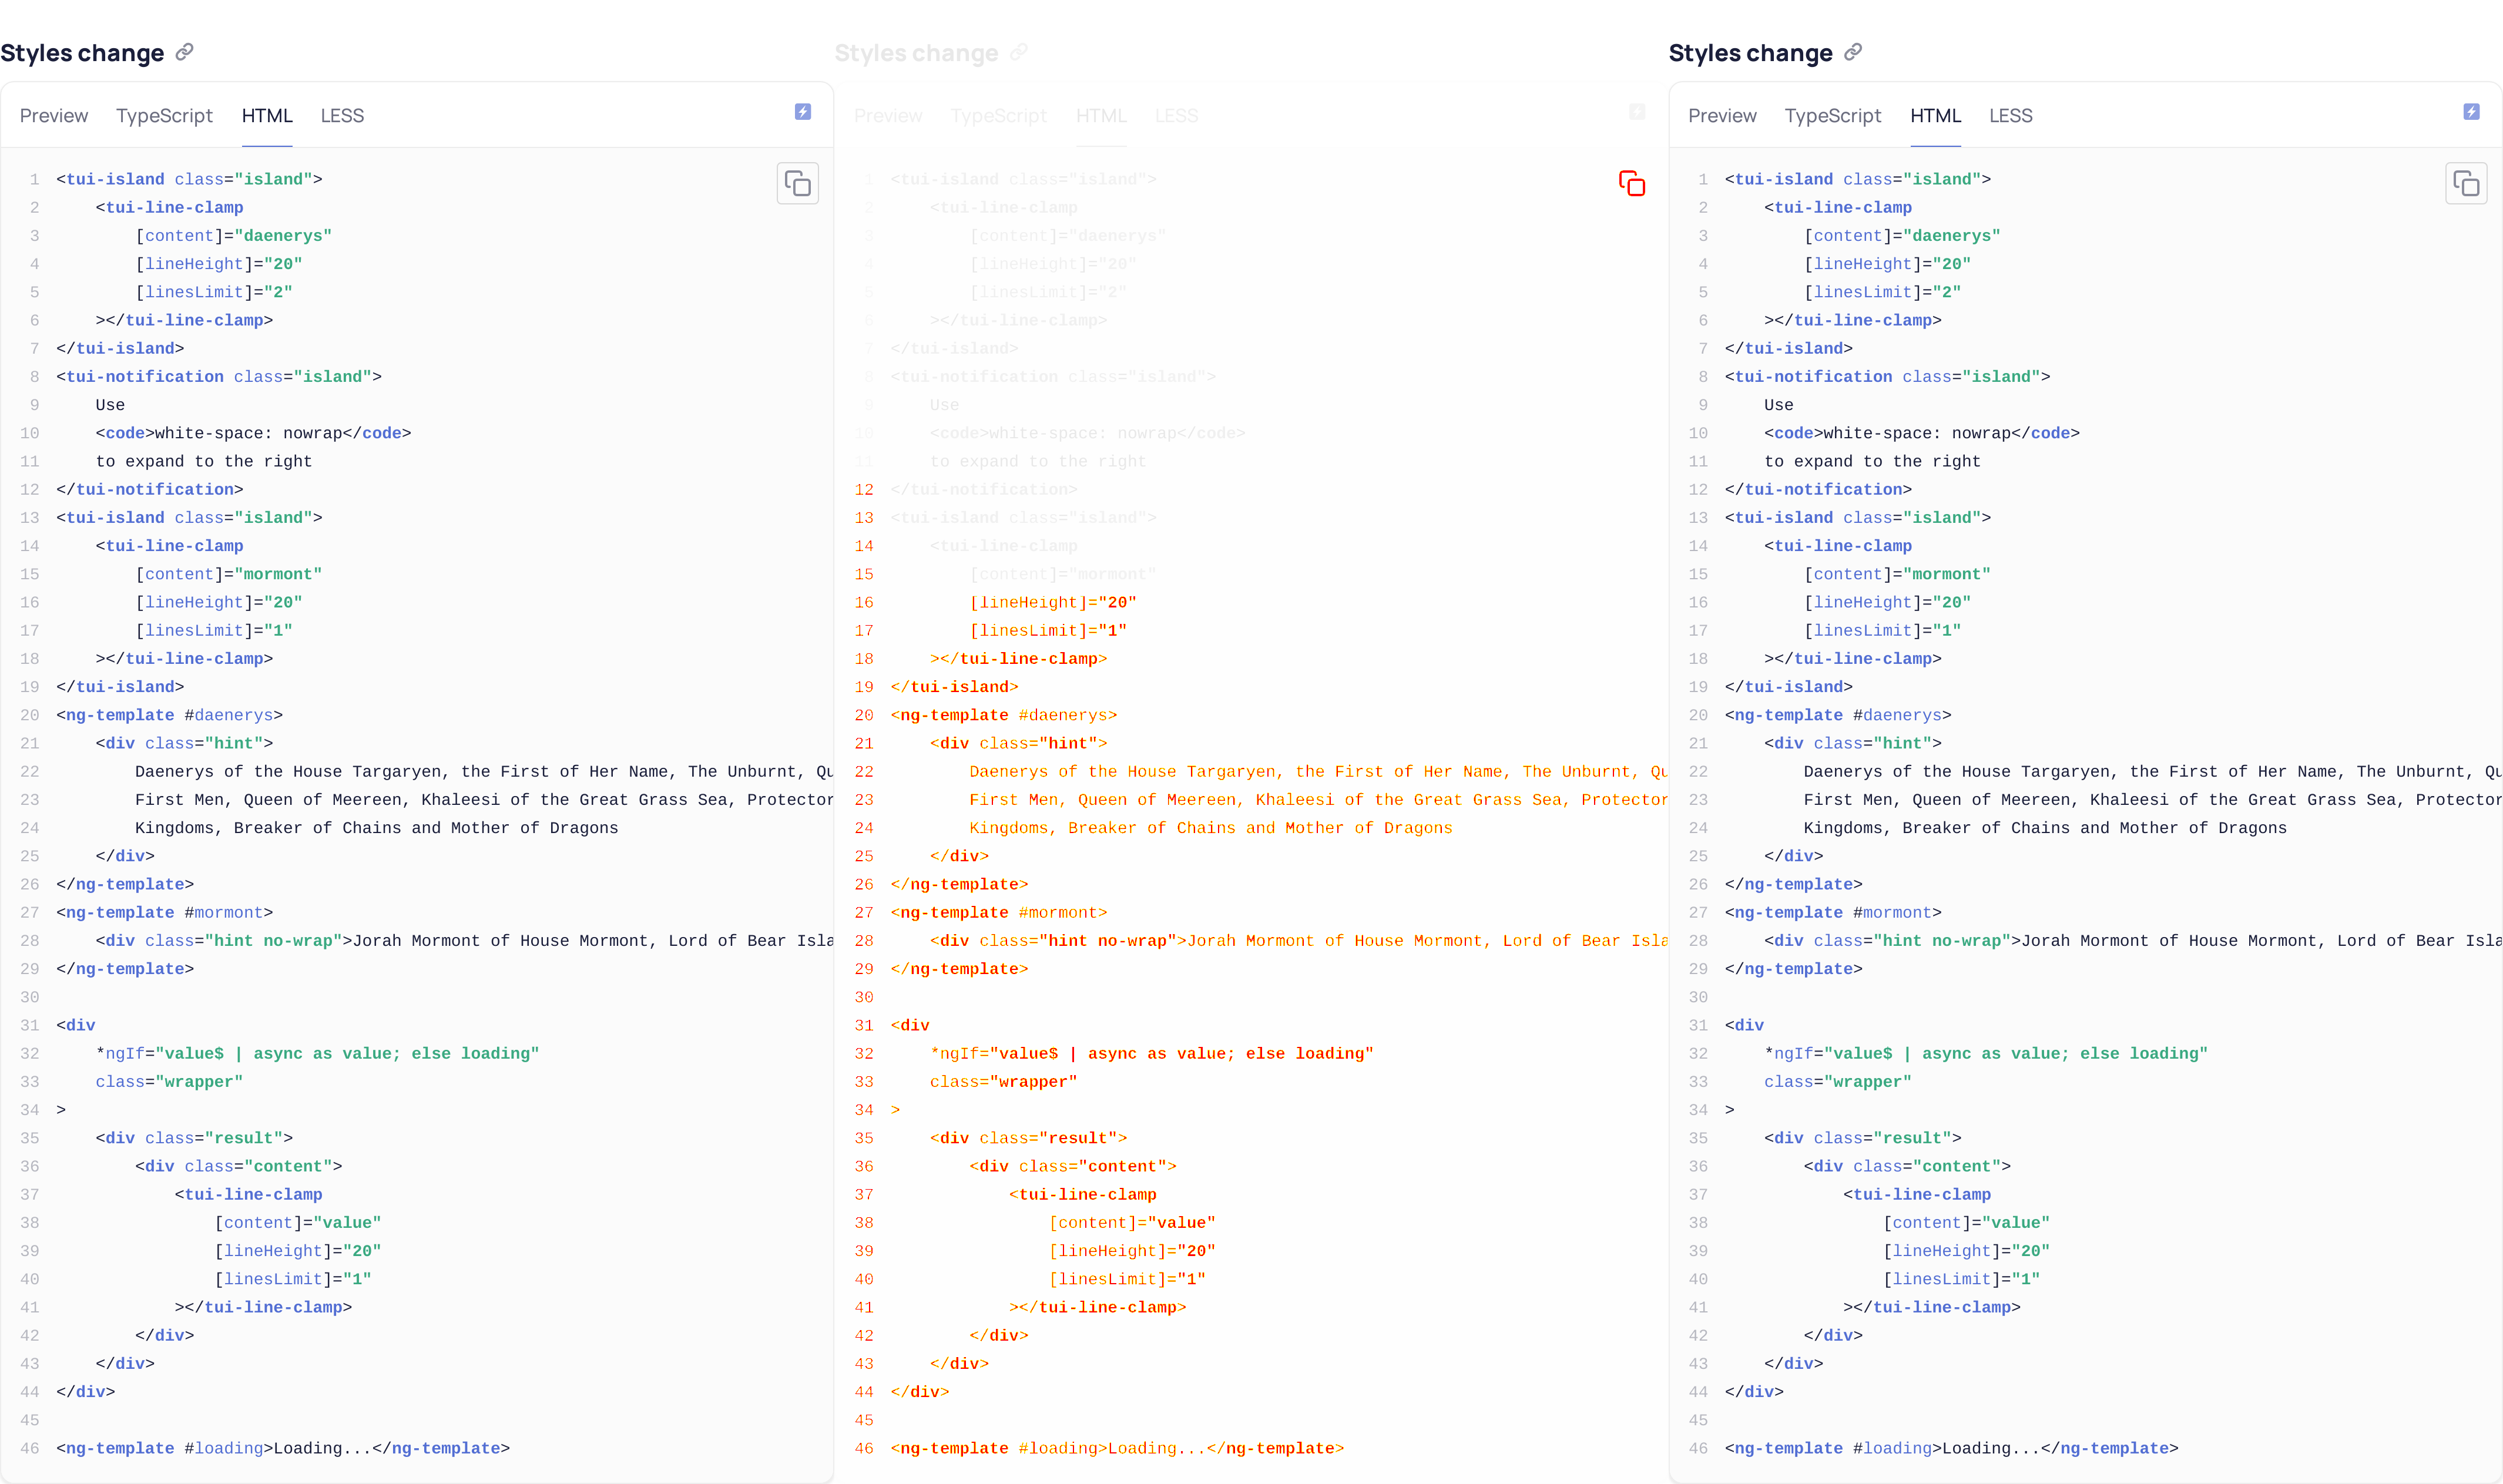 Styles change
Preview TypeScript HTML LESS
1 <tui-island class="island">
2     <tui-line-clamp
3         [content]="daenerys"
4         [lineHeight]="20"
5         [linesLimit]="2"
6     ></tui-line-clamp>
7 </tui-island>
8 <tui-notification class="island">
9     Use
10     <code>white-space: nowrap</code>
11     to expand to the right
12 </tui-notification>
13 <tui-island class="island">
14     <tui-line-clamp
15         [content]="mormont"
16         [lineHeight]="20"
17         [linesLimit]="1"
18     ></tui-line-clamp>
19 </tui-island>
20 <ng-template #daenerys>
21     <div class="hint">
22         Daenerys of the House Targaryen, the First of Her Name, The Unburnt, Qu
23         First Men, Queen of Meereen, Khaleesi of the Great Grass Sea, Protector
24         Kingdoms, Breaker of Chains and Mother of Dragons
25     </div>
26 </ng-template>
27 <ng-template #mormont>
28     <div class="hint no-wrap">Jorah Mormont of House Mormont, Lord of Bear Isla
29 </ng-template>
30
31 <div
32     *ngIf="value$ | async as value; else loading"
33     class="wrapper"
34 >
35     <div class="result">
36         <div class="content">
37             <tui-line-clamp
38                 [content]="value"
39                 [lineHeight]="20"
40                 [linesLimit]="1"
41             ></tui-line-clamp>
42         </div>
43     </div>
44 </div>
45
46 <ng-template #loading>Loading...</ng-template>
Styles change
Preview TypeScript HTML LESS
1 <tui-island class="island">
2     <tui-line-clamp
3         [content]="daenerys"
4         [lineHeight]="20"
5         [linesLimit]="2"
6     ></tui-line-clamp>
7 </tui-island>
8 <tui-notification class="island">
9     Use
10     <code>white-space: nowrap</code>
11     to expand to the right
12 </tui-notification>
13 <tui-island class="island">
14     <tui-line-clamp
15         [content]="mormont"
16         [lineHeight]="20"
17         [linesLimit]="1"
18     ></tui-line-clamp>
19 </tui-island>
20 <ng-template #daenerys>
21     <div class="hint">
22         Daenerys of the House Targaryen, the First of Her Name, The Unburnt, Qu
23         First Men, Queen of Meereen, Khaleesi of the Great Grass Sea, Protector
24         Kingdoms, Breaker of Chains and Mother of Dragons
25     </div>
26 </ng-template>
27 <ng-template #mormont>
28     <div class="hint no-wrap">Jorah Mormont of House Mormont, Lord of Bear Isla
29 </ng-template>
30
31 <div
32     *ngIf="value$ | async as value; else loading"
33     class="wrapper"
34 >
35     <div class="result">
36         <div class="content">
37             <tui-line-clamp
38                 [content]="value"
39                 [lineHeight]="20"
40                 [linesLimit]="1"
41             ></tui-line-clamp>
42         </div>
43     </div>
44 </div>
45
46 <ng-template #loading>Loading...</ng-template>
Styles change
Preview TypeScript HTML LESS
1 <tui-island class="island">
2     <tui-line-clamp
3         [content]="daenerys"
4         [lineHeight]="20"
5         [linesLimit]="2"
6     ></tui-line-clamp>
7 </tui-island>
8 <tui-notification class="island">
9     Use
10     <code>white-space: nowrap</code>
11     to expand to the right
12 </tui-notification>
13 <tui-island class="island">
14     <tui-line-clamp
15         [content]="mormont"
16         [lineHeight]="20"
17         [linesLimit]="1"
18     ></tui-line-clamp>
19 </tui-island>
20 <ng-template #daenerys>
21     <div class="hint">
22         Daenerys of the House Targaryen, the First of Her Name, The Unburnt, Qu
23         First Men, Queen of Meereen, Khaleesi of the Great Grass Sea, Protector
24         Kingdoms, Breaker of Chains and Mother of Dragons
25     </div>
26 </ng-template>
27 <ng-template #mormont>
28     <div class="hint no-wrap">Jorah Mormont of House Mormont, Lord of Bear Isla
29 </ng-template>
30
31 <div
32     *ngIf="value$ | async as value; else loading"
33     class="wrapper"
34 >
35     <div class="result">
36         <div class="content">
37             <tui-line-clamp
38                 [content]="value"
39                 [lineHeight]="20"
40                 [linesLimit]="1"
41             ></tui-line-clamp>
42         </div>
43     </div>
44 </div>
45
46 <ng-template #loading>Loading...</ng-template>